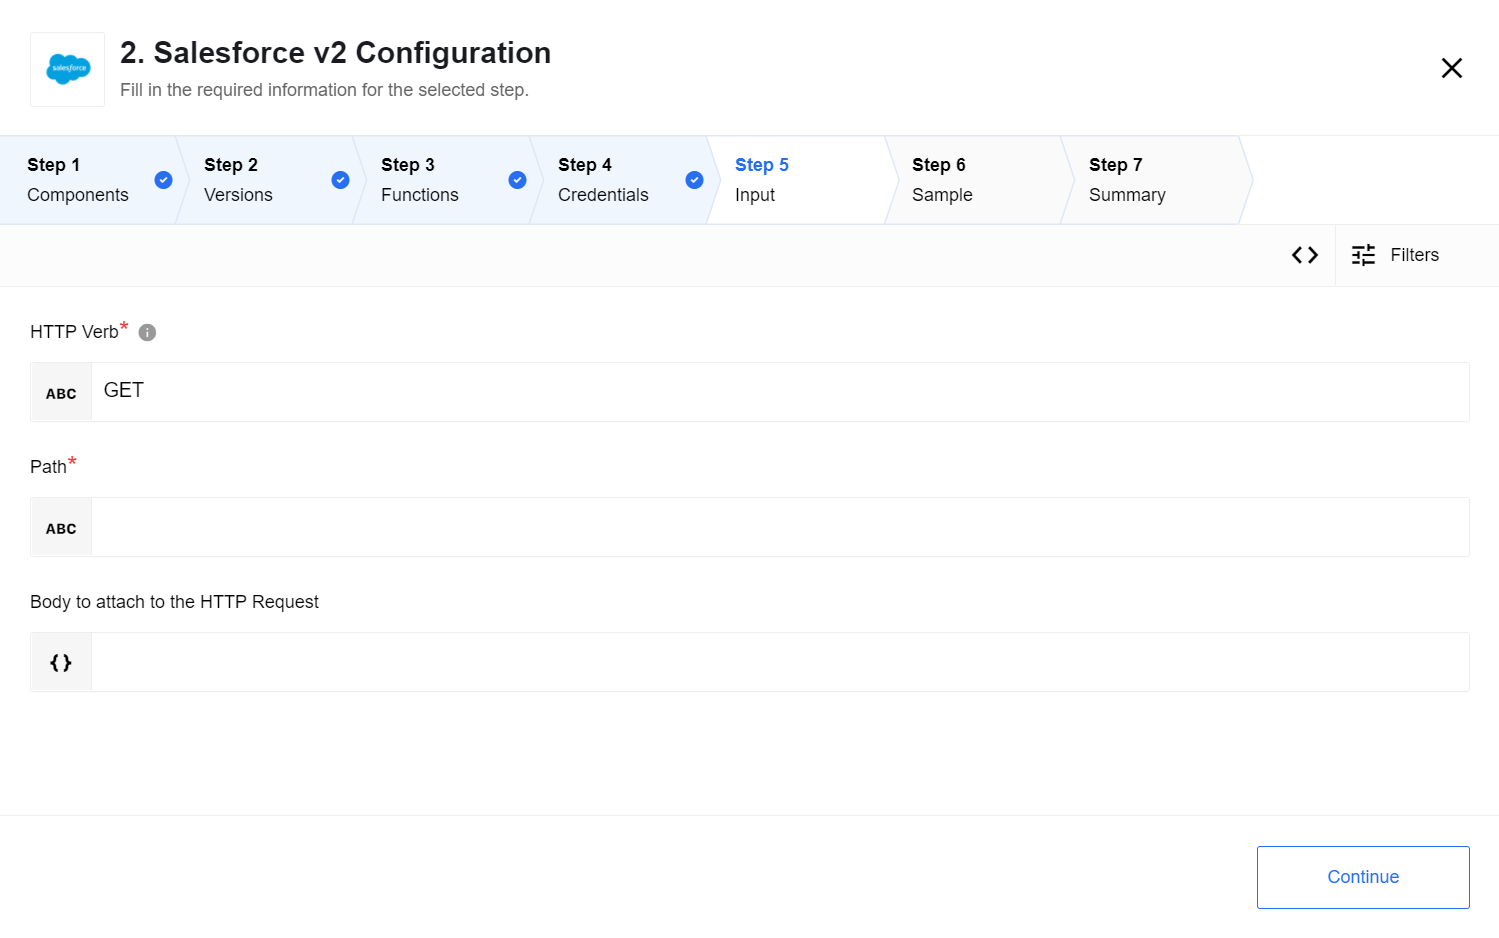 salesforce
2. Salesforce v2 Configuration
Fill in the required information for the selected step.
Step 1
Components
Step 2
Versions
Step 3
Functions
Step 4
Credentials
Step 5
Input
Step 6
Sample
Step 7
Summary
Filters
HTTP Verb*
ABC GET
Path*
ABC
Body to attach to the HTTP Request
{}
Continue